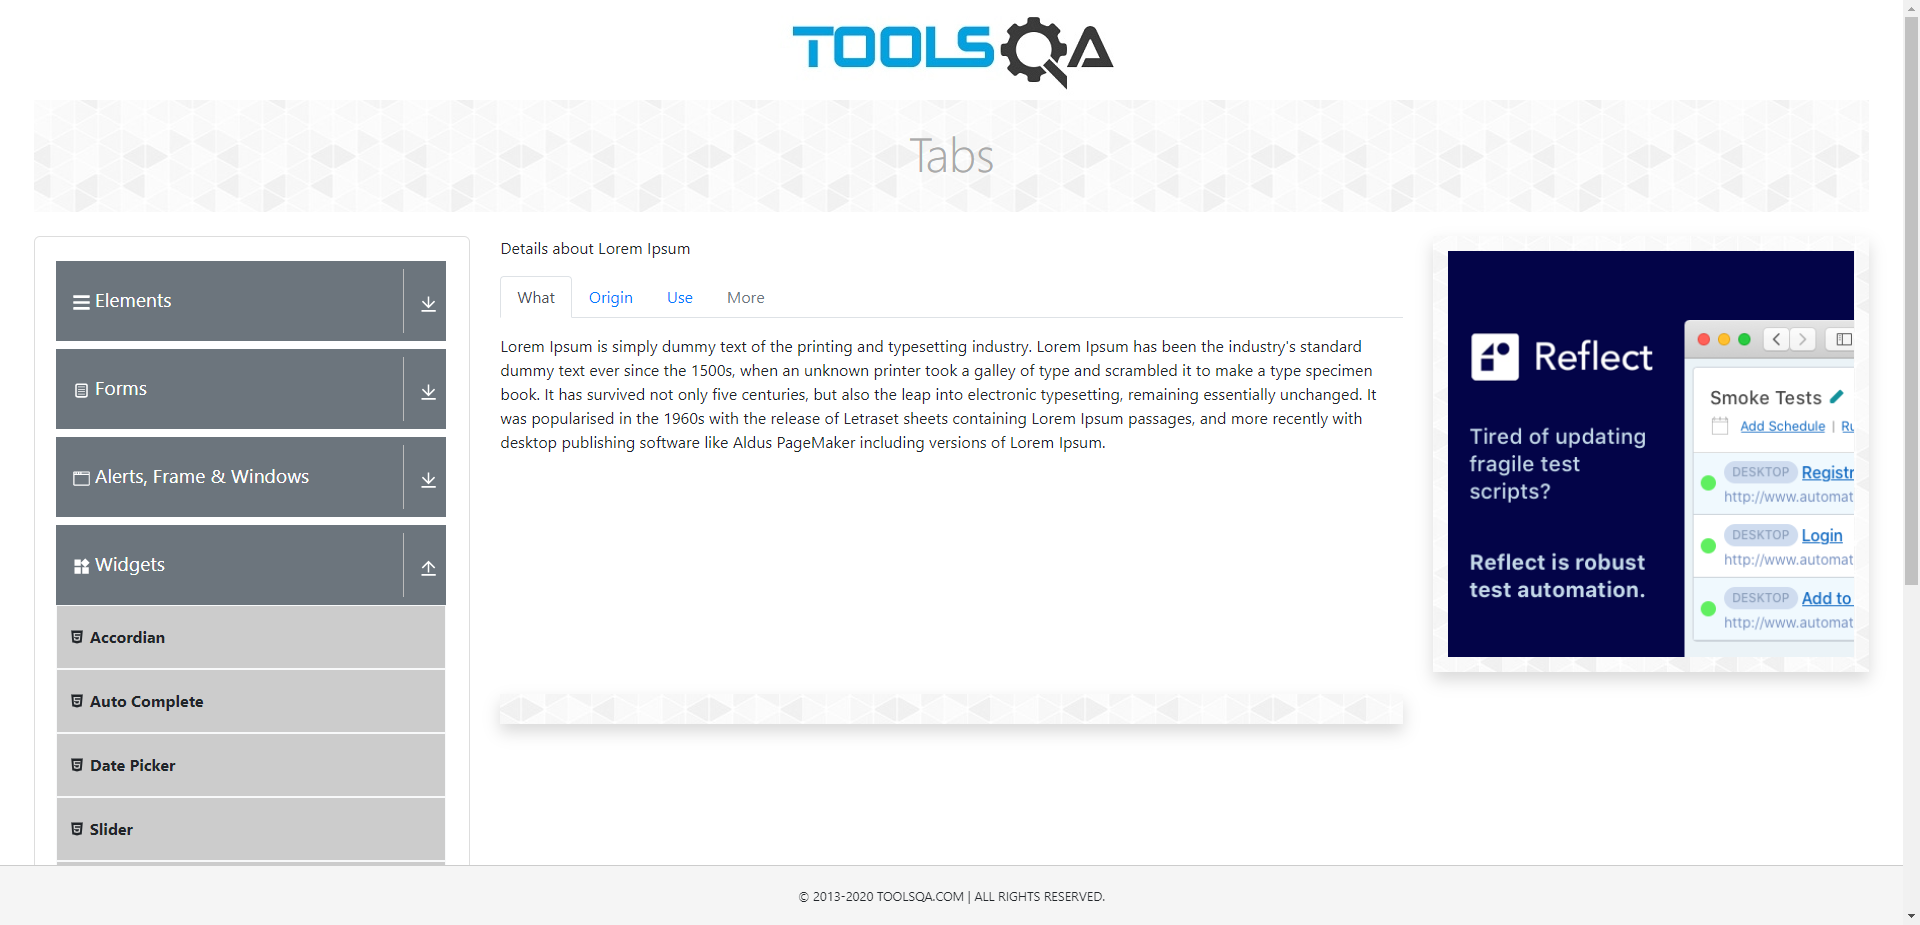 TOOLSQA
Tabs
Elements
Forms
Alerts, Frame & Windows
Widgets
Accordian
Auto Complete
Date Picker
Slider
Details about Lorem Ipsum
What Origin Use More
Lorem Ipsum is simply dummy text of the printing and typesetting industry. Lorem Ipsum has been the industry's standard
dummy text ever since the 1500s, when an unknown printer took a galley of type and scrambled it to make a type specimen
book. It has survived not only five centuries, but also the leap into electronic typesetting, remaining essentially unchanged. It
was popularised in the 1960s with the release of Letraset sheets containing Lorem Ipsum passages, and more recently with
desktop publishing software like Aldus PageMaker including versions of Lorem Ipsum.
Reflect
Tired of updating
fragile test
scripts?
Reflect is robust
test automation.
Smoke Tests
Add Schedule | Ru
DESKTOP Registr
http://www.automat
DESKTOP Login
http://www.automat
DESKTOP Add to
http://www.automat
© 2013-2020 TOOLSQA.COM | ALL RIGHTS RESERVED.